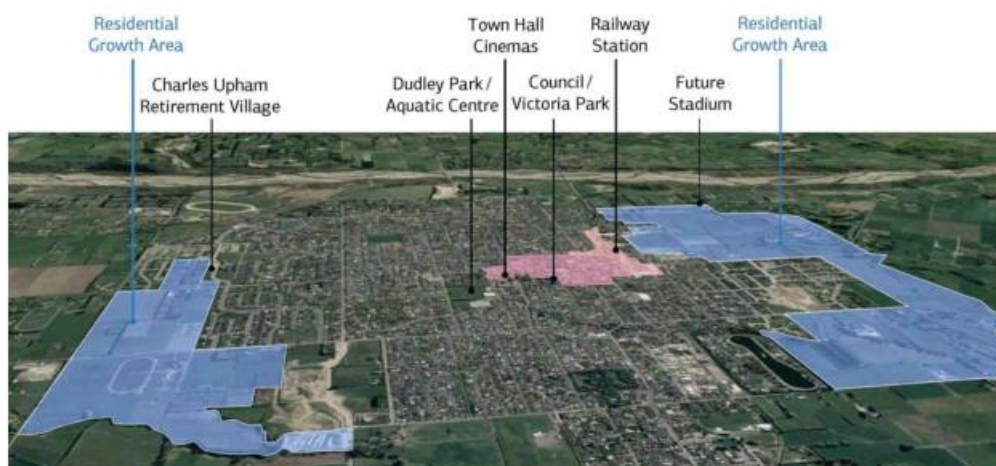 Residential
Growth Area
Charles Upham
Retirement Village
Dudley Park /
Aquatic Centre
Town Hall
Cinemas
Council /
Victoria Park
Railway
Station
Future
Stadium
Residential
Growth Area